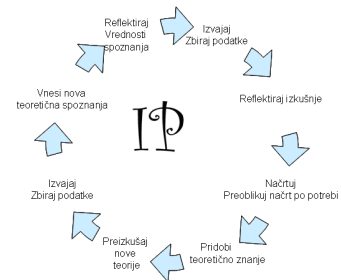 Reflektiraj
Vrednosti
spoznanja
Izvajaj
Zbiraj podatke
Reflektiraj izkušnje
Načrtuj
Preoblikuj načrt po potrebi
Pridobi
teoretično znanje
Preizkušaj
nove
teorije
Izvajaj
Zbiraj podatke
Vnesi nova
teoretična spoznanja
IP